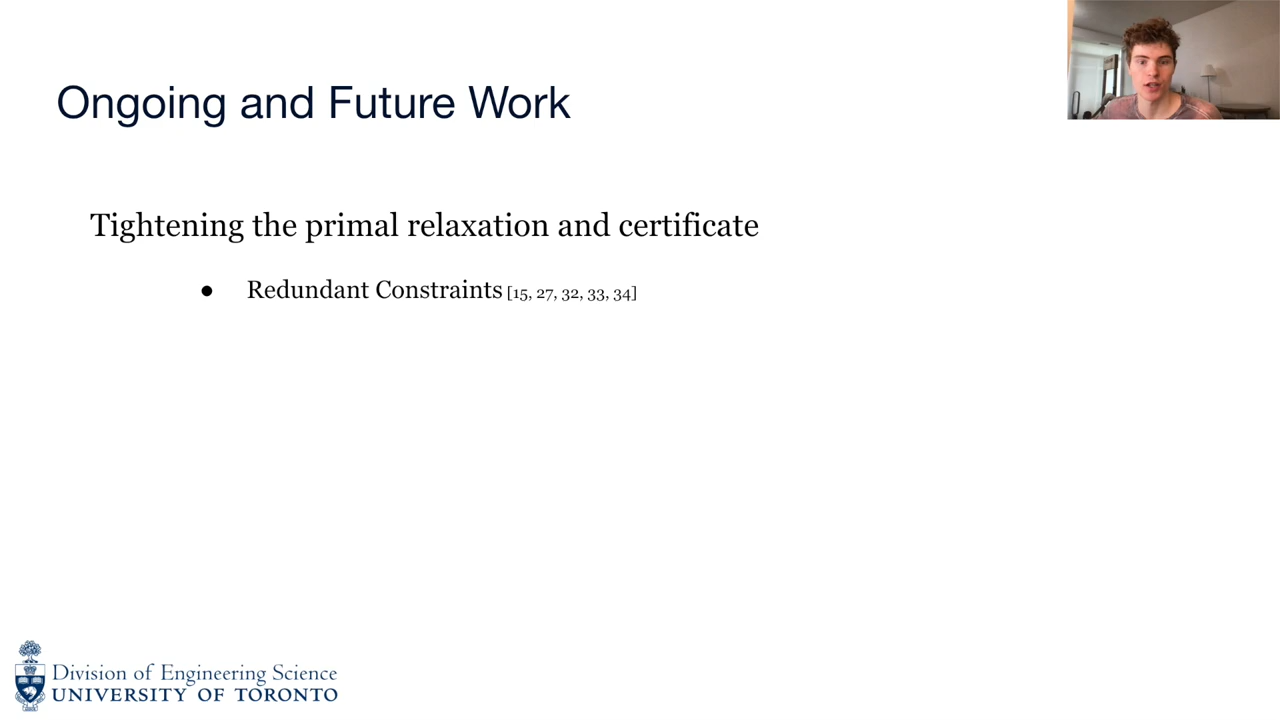 Ongoing and Future Work
Tightening the primal relaxation and certificate
● Redundant Constraints [15, 27, 32, 33, 34]
Division of Engineering Science
UNIVERSITY OF TORONTO